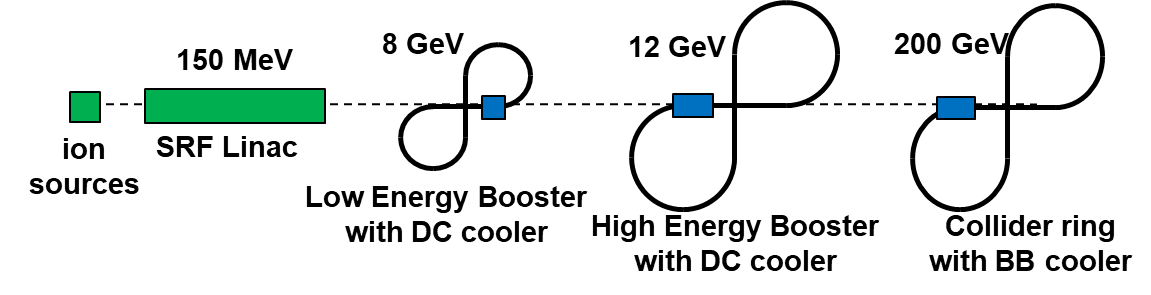 ion
sources
150 MeV
SRF Linac
8 GeV
Low Energy Booster
with DC cooler
12 GeV
High Energy Booster
with DC cooler
200 GeV
Collider ring
with BB cooler